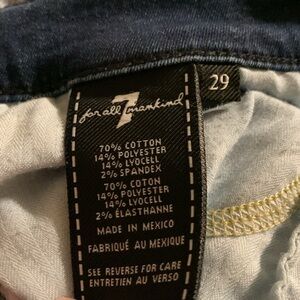 7
for all mankind
29
70% COTTON
14% POLYESTER
14% LYOCELL
2% SPANDEX
70% COTON
14% POLYESTER
14% LYOCELL
2% ÉLASTHANNE
MADE IN MEXICO
FABRIQUÉ AU MEXIQUE
SEE REVERSE FOR CARE
ENTRETIEN AU VERSO